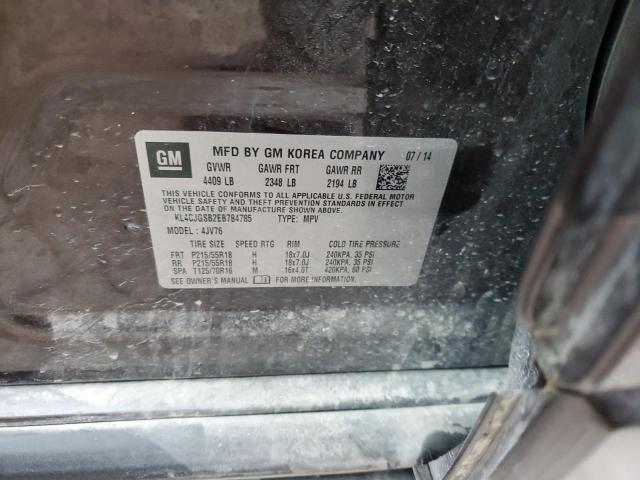 GM
MFD BY GM KOREA COMPANY 07/14
GVWR GAWR FRT GAWR RR
4409 LB 2348 LB 2194 LB
THIS VEHICLE CONFORMS TO ALL APPLICABLE U.S. FEDERAL MOTOR
VEHICLE SAFETY, BUMPER, AND THEFT PREVENTION STANDARDS IN EFFECT
ON THE DATE OF MANUFACTURE SHOWN ABOVE.
KL4CJGSB2EB784785 TYPE: MPV
MODEL: 4JV76
TIRE SIZE SPEED RTG RIM COLD TIRE PRESSURE
FRT P215/55R18 H 18x7.0J 240KPA, 35 PSI
RR P215/55R18 H 18x7.0J 240KPA, 35 PSI
SPA T125/70R16 M 16x4.0T 420KPA, 60 PSI
SEE OWNER'S MANUAL FOR MORE INFORMATION.